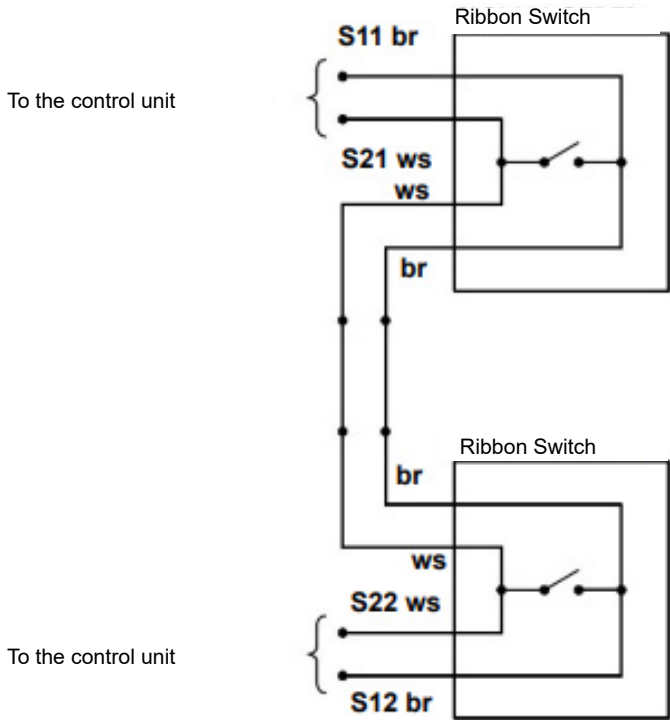 Ribbon Switch
S11 br
To the control unit
S21 ws
ws
br
Ribbon Switch
br
ws
S22 ws
To the control unit
S12 br